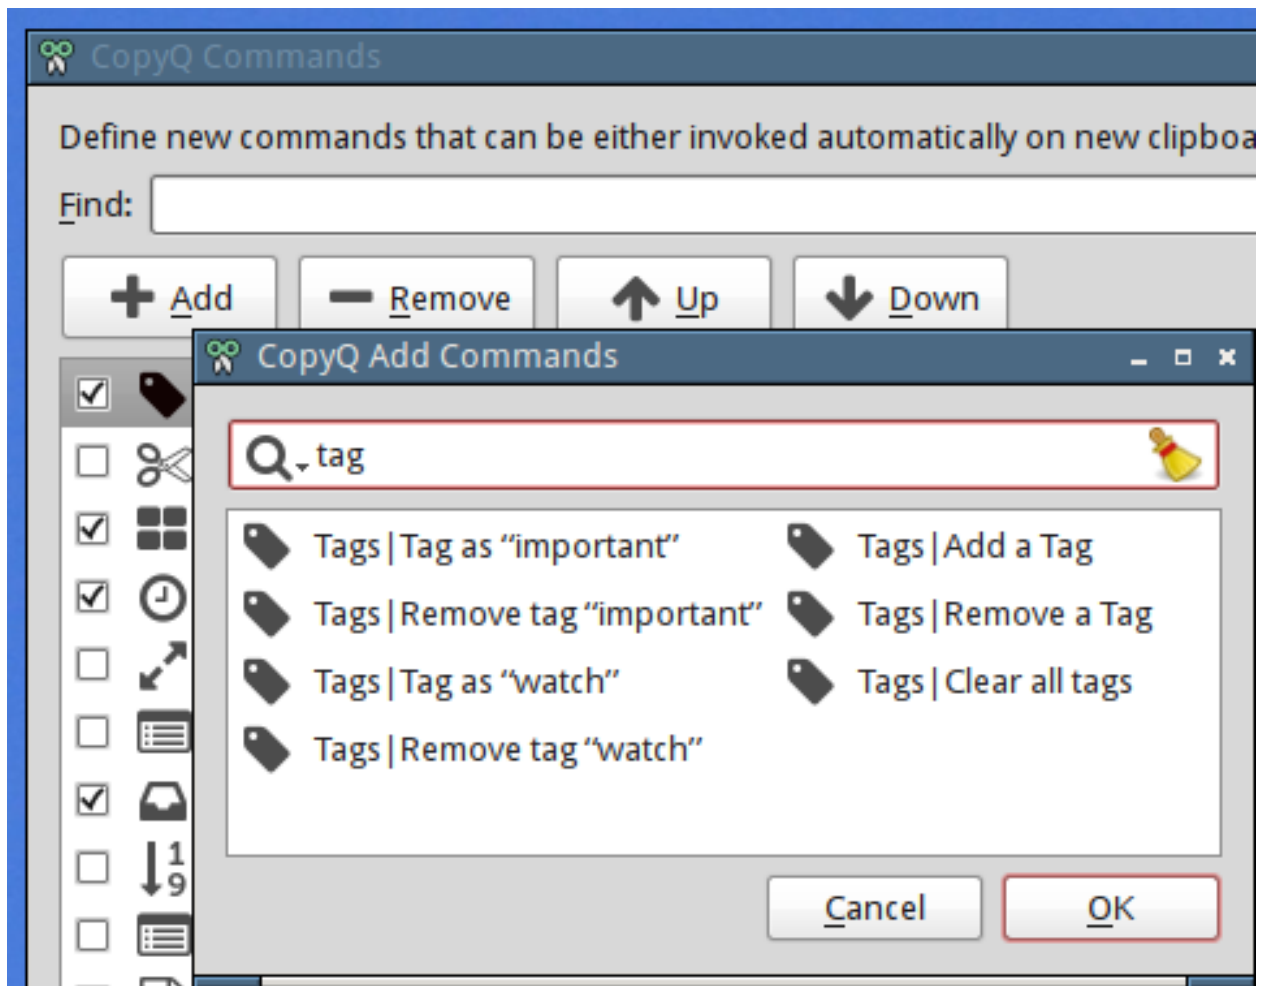 CopyQ Commands
Define new commands that can be either invoked automatically on new clipboa
Find:
Add Remove Up Down
CopyQ Add Commands
tag
Tags|Tag as “important” Tags|Add a Tag
Tags|Remove tag “important” Tags|Remove a Tag
Tags|Tag as “watch” Tags|Clear all tags
Tags|Remove tag “watch”
1
9
Cancel OK